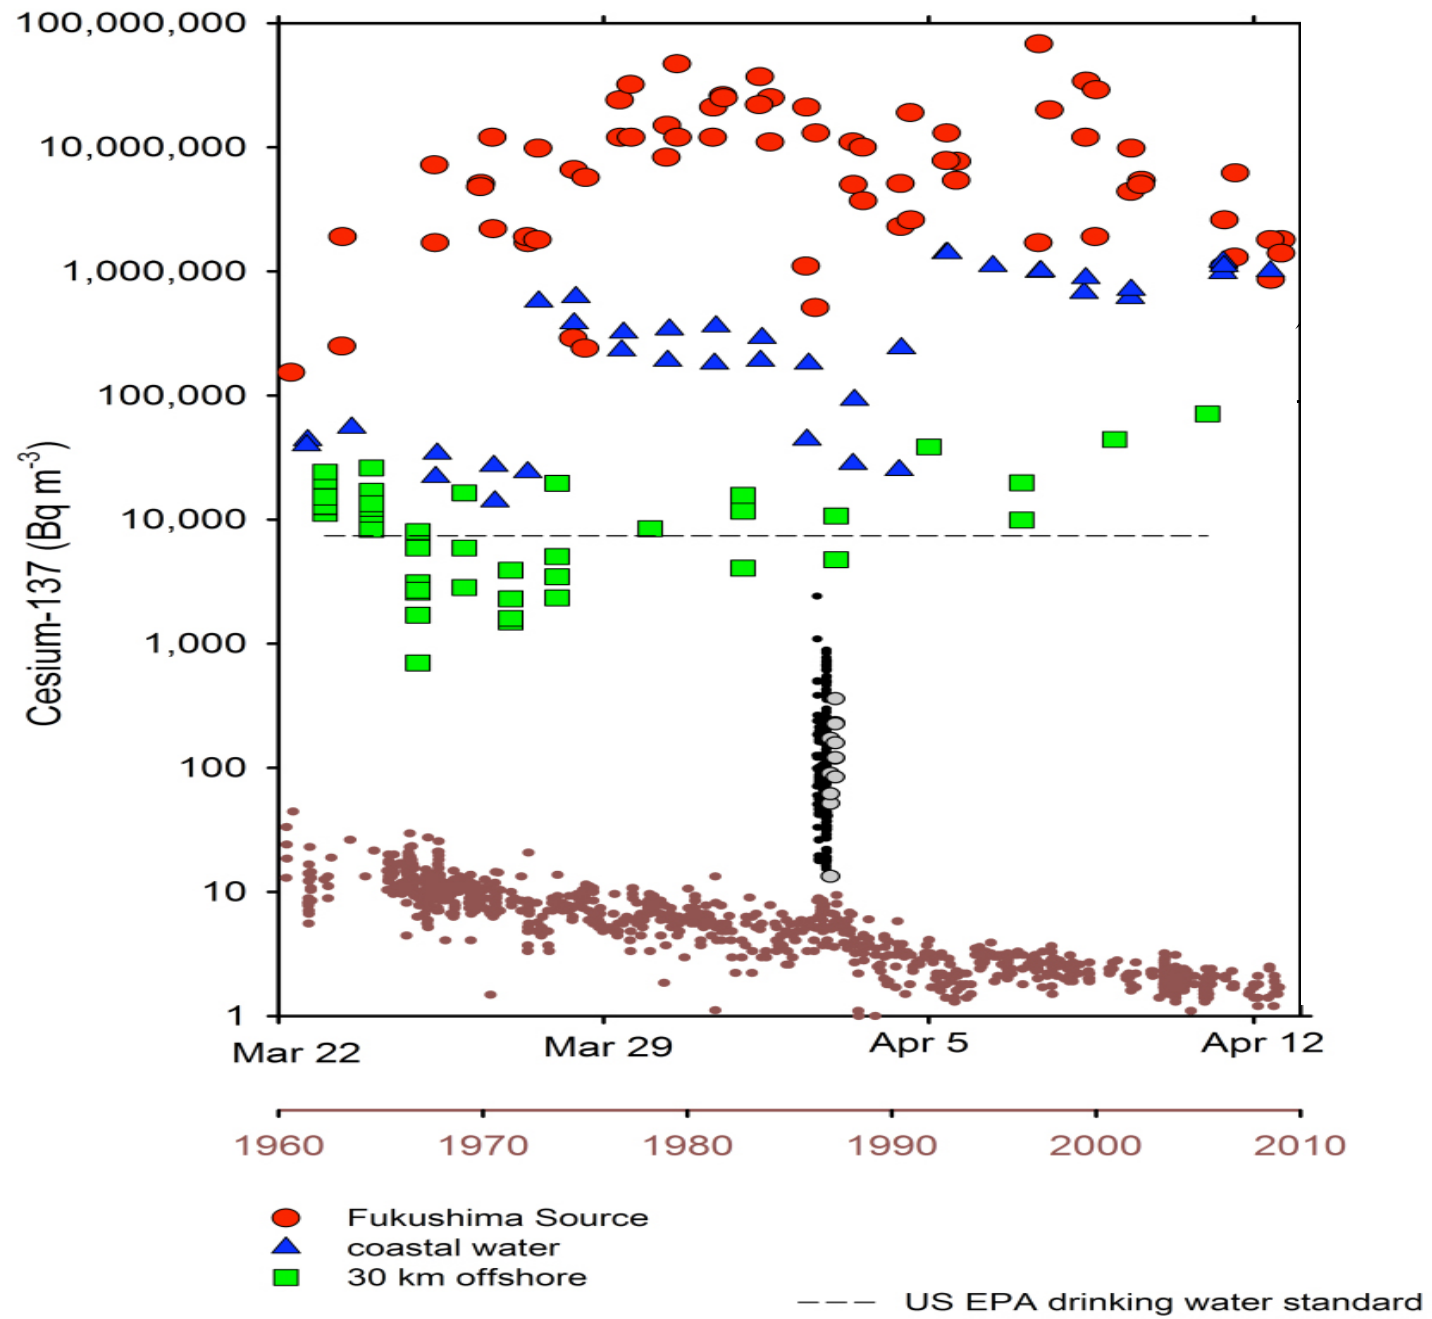 100,000,000
10,000,000
1,000,000
100,000
10,000
1,000
100
10
1
Cesium-137 (Bq m-3)
Mar 22 Mar 29 Apr 5 Apr 12
1960 1970 1980 1990 2000 2010
Fukushima Source
coastal water
30 km offshore
US EPA drinking water standard